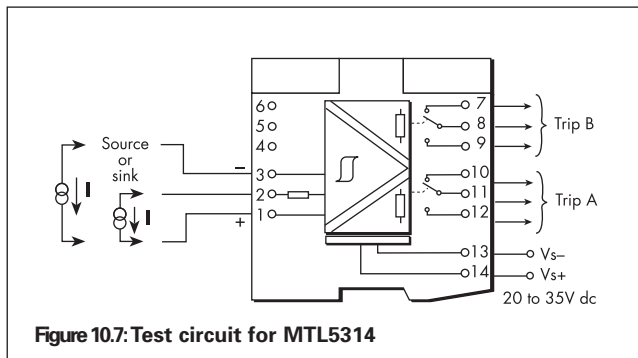 6
5
4
3
2
1
–
+
Source
or
sink
I
I
7
8
9
10
11
12
13
14
Trip B
Trip A
Vs–
Vs+
20 to 35V dc
Figure 10.7: Test circuit for MTL5314